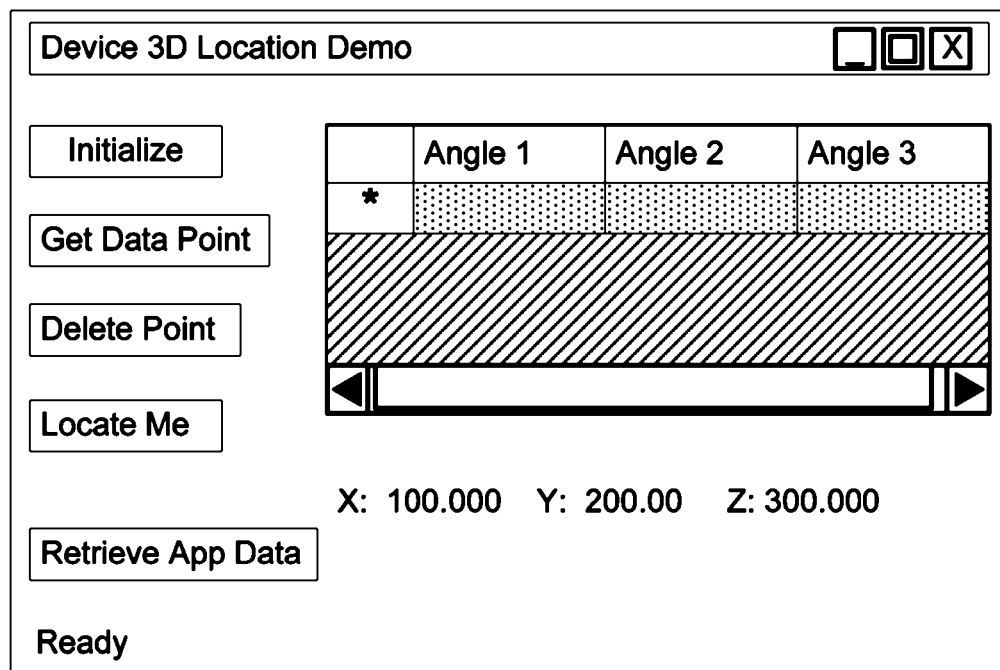 Device 3D Location Demo _ X
Initialize
Angle 1 Angle 2 Angle 3
*
Get Data Point
Delete Point
Locate Me
X: 100.000 Y: 200.00 Z: 300.000
Retrieve App Data
Ready